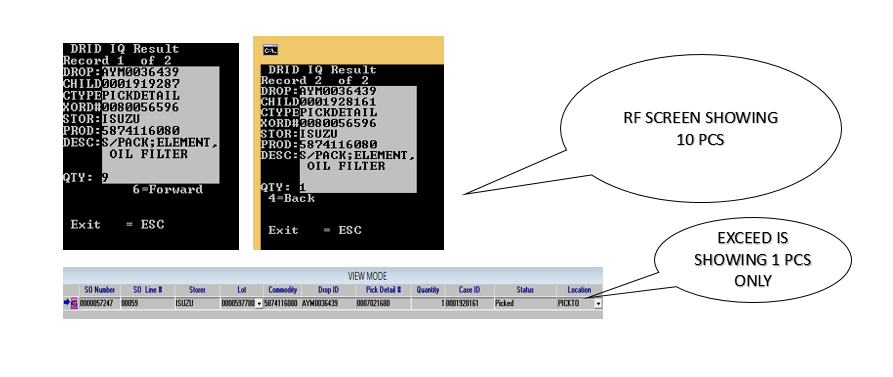 DRID IQ Result
Record 1 of 2
DROP:AYM0036439
CHILD0001919287
CTYPEPICKDETAIL
XORD#0080056596
STOR:ISUZU
PROD:5874116080
DESC:S/PACK;ELEMENT,
OIL FILTER
QTY: 9
6=Forward
Exit = ESC
C:\.
DRID IQ Result
Record 2 of 2
DROP:AYM0036439
CHILD0001928161
CTYPEPICKDETAIL
XORD#0080056596
STOR:ISUZU
PROD:5874116080
DESC:S/PACK;ELEMENT,
OIL FILTER
QTY: 1
4=Back
Exit = ESC
RF SCREEN SHOWING
10 PCS
EXCEED IS
SHOWING 1 PCS
ONLY
VIEW MODE
SO Number SO Line # Storer Lot Commodity Drop ID Pick Detail # Quantity Case ID Status Location
0000057247 00059 ISUZU 0000597780 5874116080 AYM0036439 0007021680 1 0001928161 Picked PICKTO